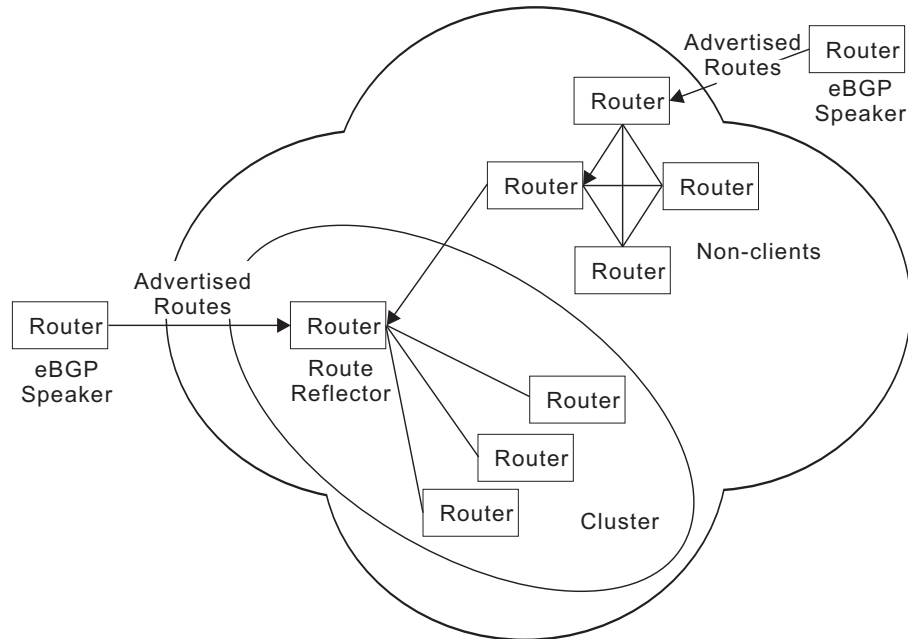 Advertised
Routes
Router
eBGP
Speaker
Router
Router
Router
Router
Non-clients
Advertised
Routes
Router
eBGP
Speaker
Router
Route
Reflector
Router
Router
Router
Cluster